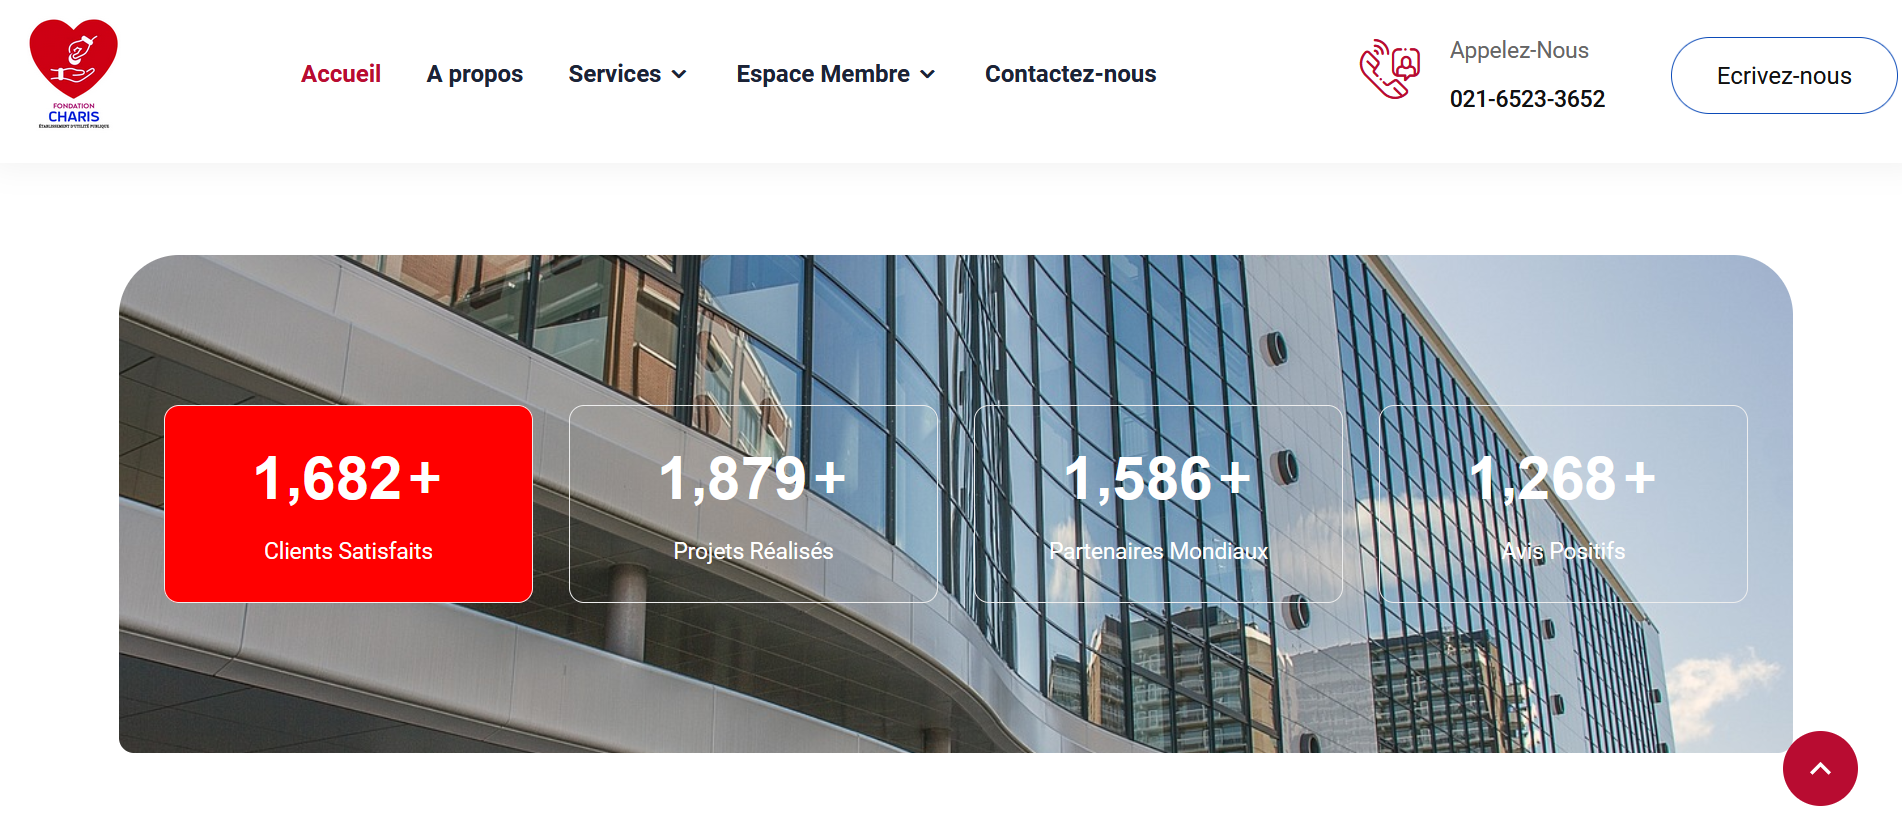 FONDATION
CHARIS
ÉTABLISSEMENT D'UTILITÉ PUBLIQUE
Accueil
A propos
Services
Espace Membre
Contactez-nous
Appelez-Nous
021-6523-3652
Ecrivez-nous
1,682+
Clients Satisfaits
1,879+
Projets Réalisés
1,586+
Partenaires Mondiaux
1,268+
Avis Positifs